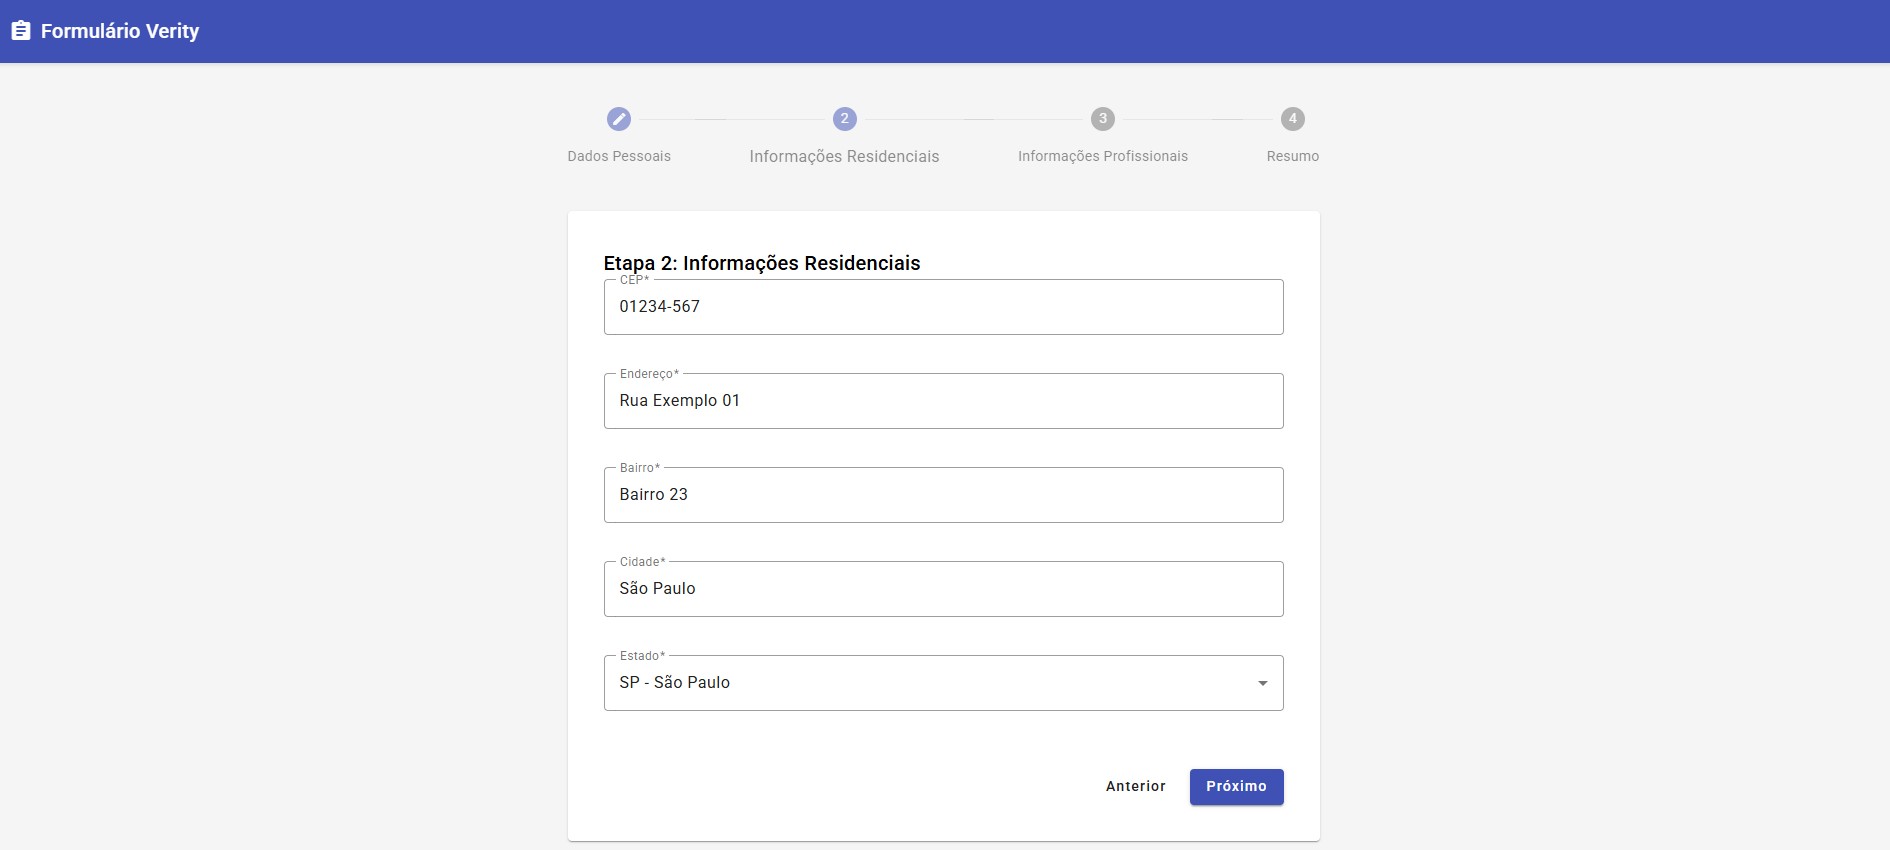 Formulário Verity
2 3 4
Dados Pessoais Informações Residenciais Informações Profissionais Resumo
Etapa 2: Informações Residenciais
CEP*
01234-567
Endereço*
Rua Exemplo 01
Bairro*
Bairro 23
Cidade*
São Paulo
Estado*
SP - São Paulo
Anterior Próximo